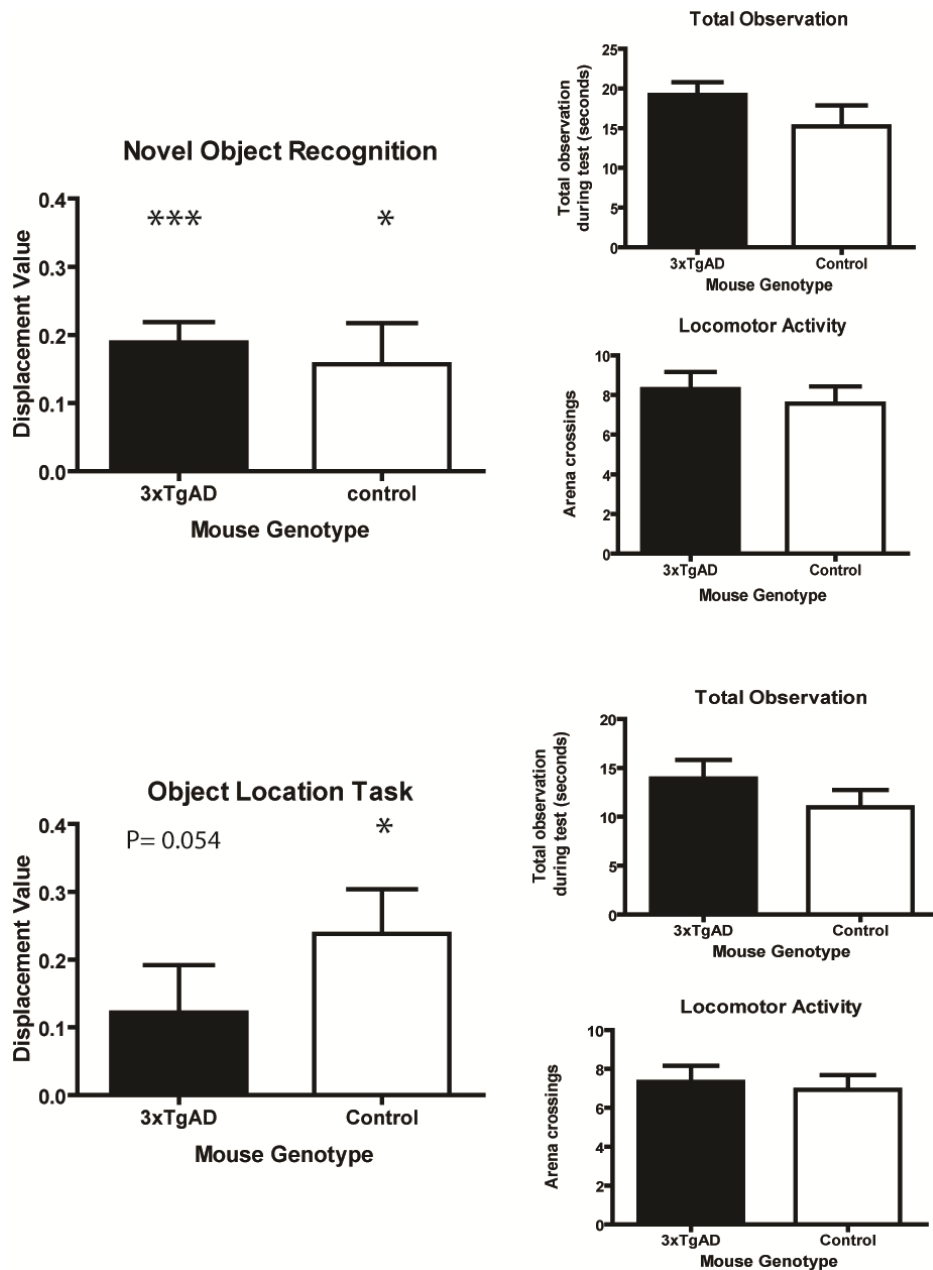 Novel Object Recognition
Displacement Value
0.4
0.3
0.2
0.1
0.0
***
*
3xTgAD
control
Mouse Genotype
Total Observation
Total observation
during test (seconds)
25
20
15
10
5
0
3xTgAD
Control
Mouse Genotype
Locomotor Activity
Arena crossings
10
8
6
4
2
0
3xTgAD
Control
Mouse Genotype
Object Location Task
Displacement Value
0.4
0.3
0.2
0.1
0.0
P= 0.054
*
3xTgAD
Control
Mouse Genotype
Total Observation
Total observation
during test (seconds)
20
15
10
5
0
3xTgAD
Control
Mouse Genotype
Locomotor Activity
Arena crossings
10
8
6
4
2
0
3xTgAD
Control
Mouse Genotype